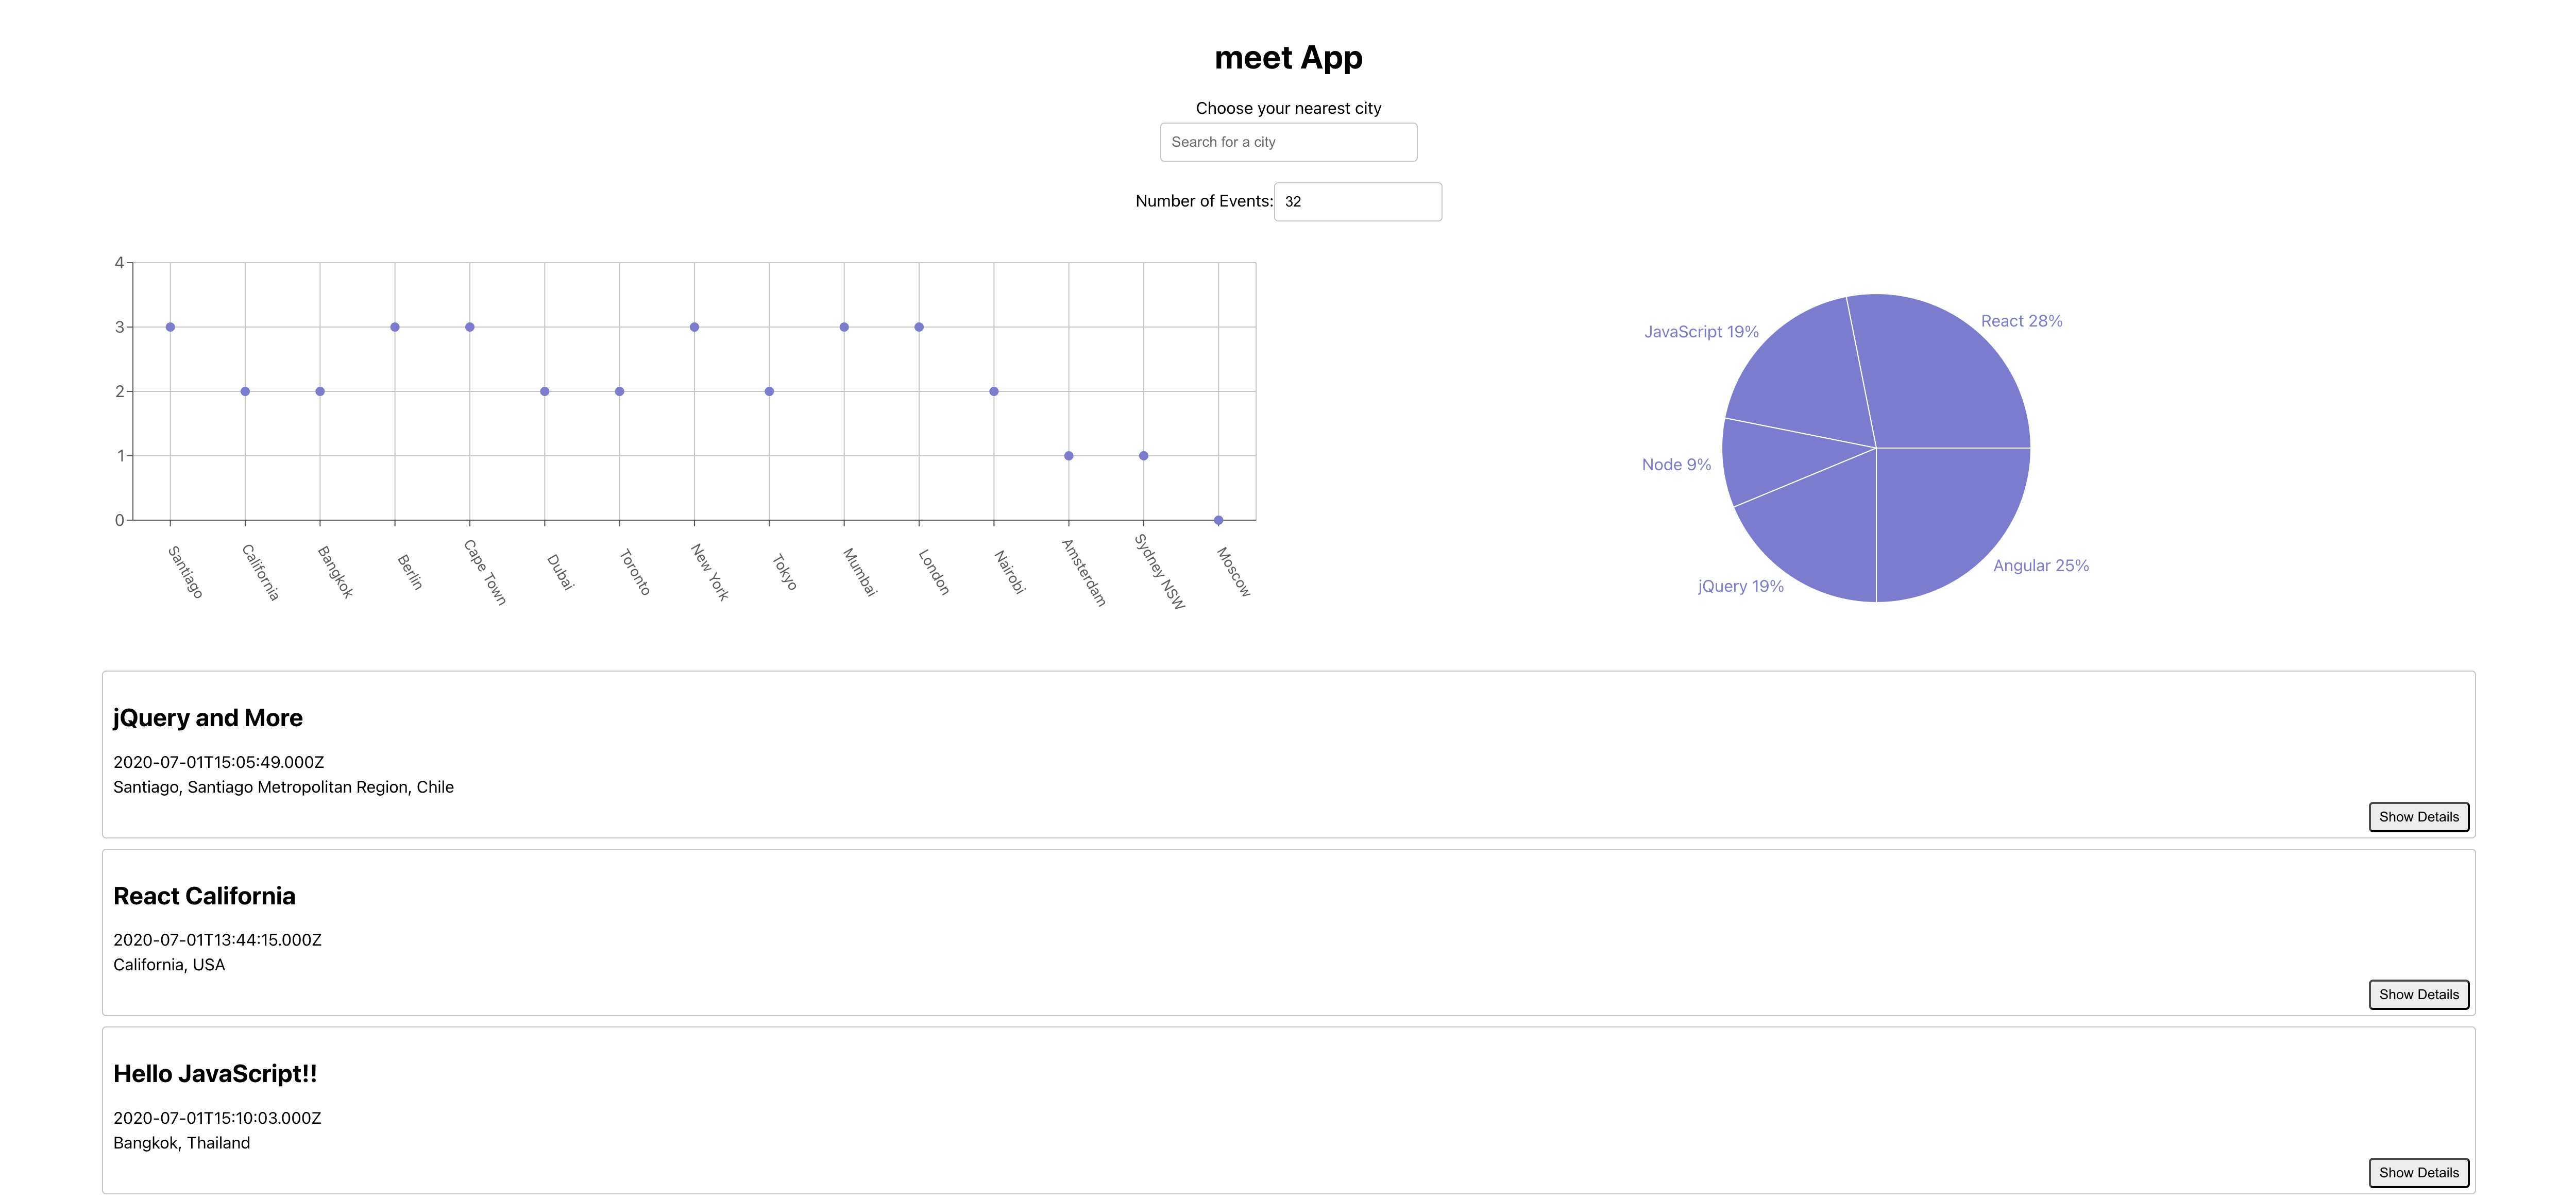 meet App
Choose your nearest city
Search for a city
Number of Events: 32
4
3
2
1
0
Santiago
California
Bangkok
Berlin
Cape Town
Dubai
Toronto
New York
Tokyo
Mumbai
London
Nairobi
Amsterdam
Sydney NSW
Moscow
React 28%
JavaScript 19%
Node 9%
jQuery 19%
Angular 25%
jQuery and More
2020-07-01T15:05:49.000Z
Santiago, Santiago Metropolitan Region, Chile
Show Details
React California
2020-07-01T13:44:15.000Z
California, USA
Show Details
Hello JavaScript!!
2020-07-01T15:10:03.000Z
Bangkok, Thailand
Show Details